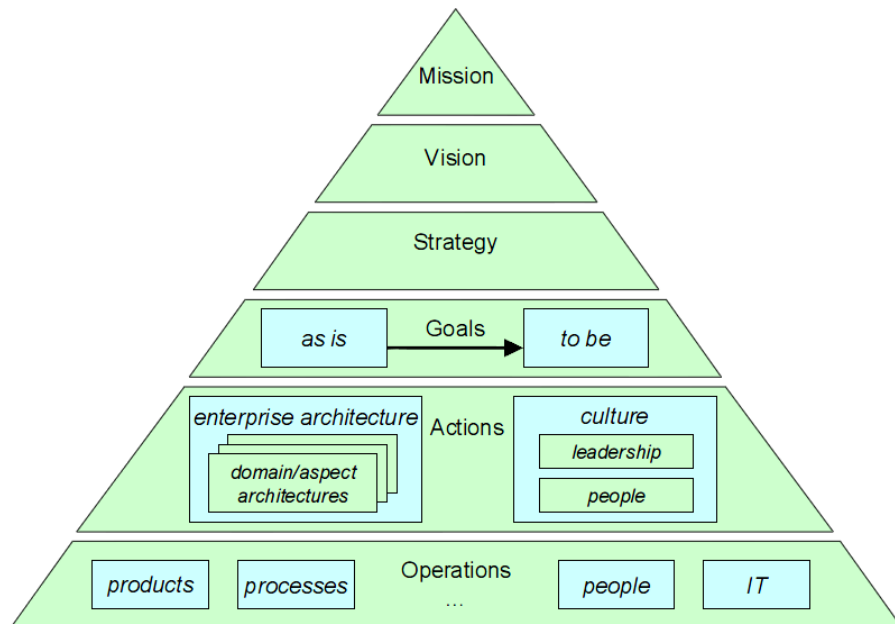 Mission
Vision
Strategy
as is
Goals
to be
enterprise architecture
domain/aspect
architectures
Actions
culture
leadership
people
products
processes
Operations
...
people
IT